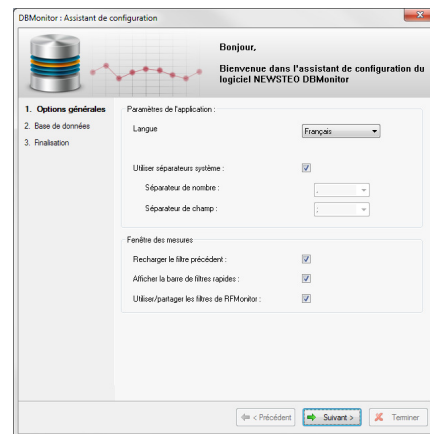 DBMonitor : Assistant de configuration
Bonjour,
Bienvenue dans l'assistant de configuration du
logiciel NEWSTEO DBMonitor
1. Options générales
2. Base de données
3. Finalisation
Paramètres de l'application :
Langue
Français
Utiliser séparateurs système :
Séparateur de nombre :
Séparateur de champ :
;
Fenêtre des mesures
Recharger le filtre précédent :
Afficher la barre de filtres rapides :
Utiliser/partager les filtres de RFMonitor :
< Précédent
Suivant >
Terminer